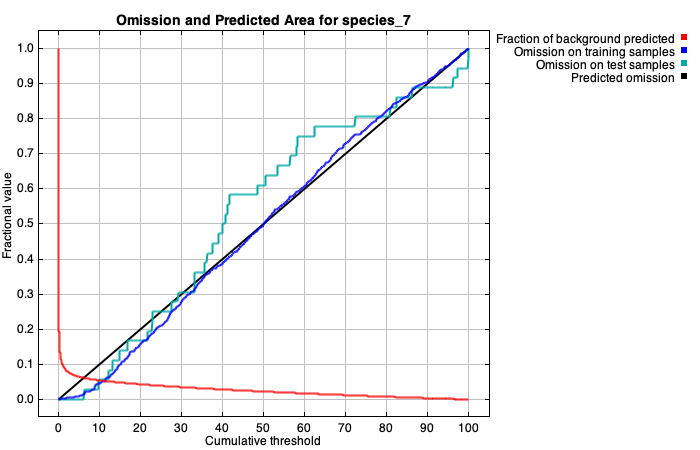 Omission and Predicted Area for species_7
Fraction of background predicted
Omission on training samples
Omission on test samples
Predicted omission
Fractional value
1.0
0.9
0.8
0.7
0.6
0.5
0.4
0.3
0.2
0.1
0.0
0 10 20 30 40 50 60 70 80 90 100
Cumulative threshold